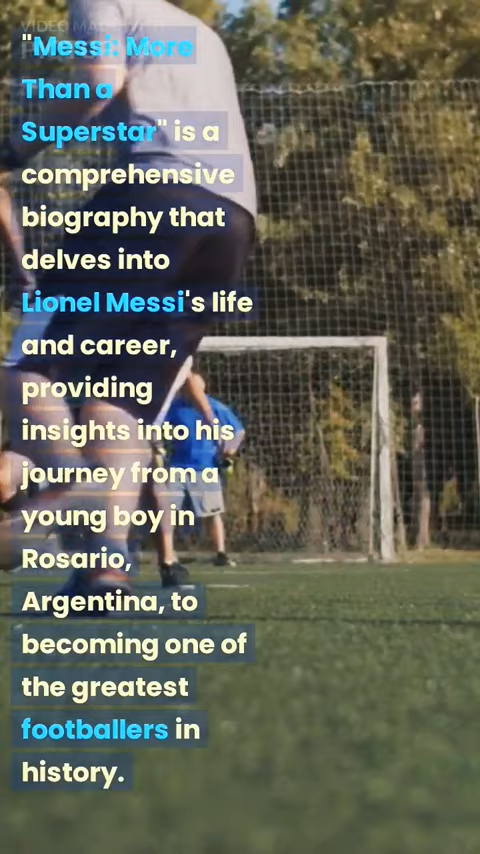 "Messi: More
Than a
Superstar" is a
comprehensive
biography that
delves into
Lionel Messi's life
and career,
providing
insights into his
journey from a
young boy in
Rosario,
Argentina, to
becoming one of
the greatest
footballers in
history.